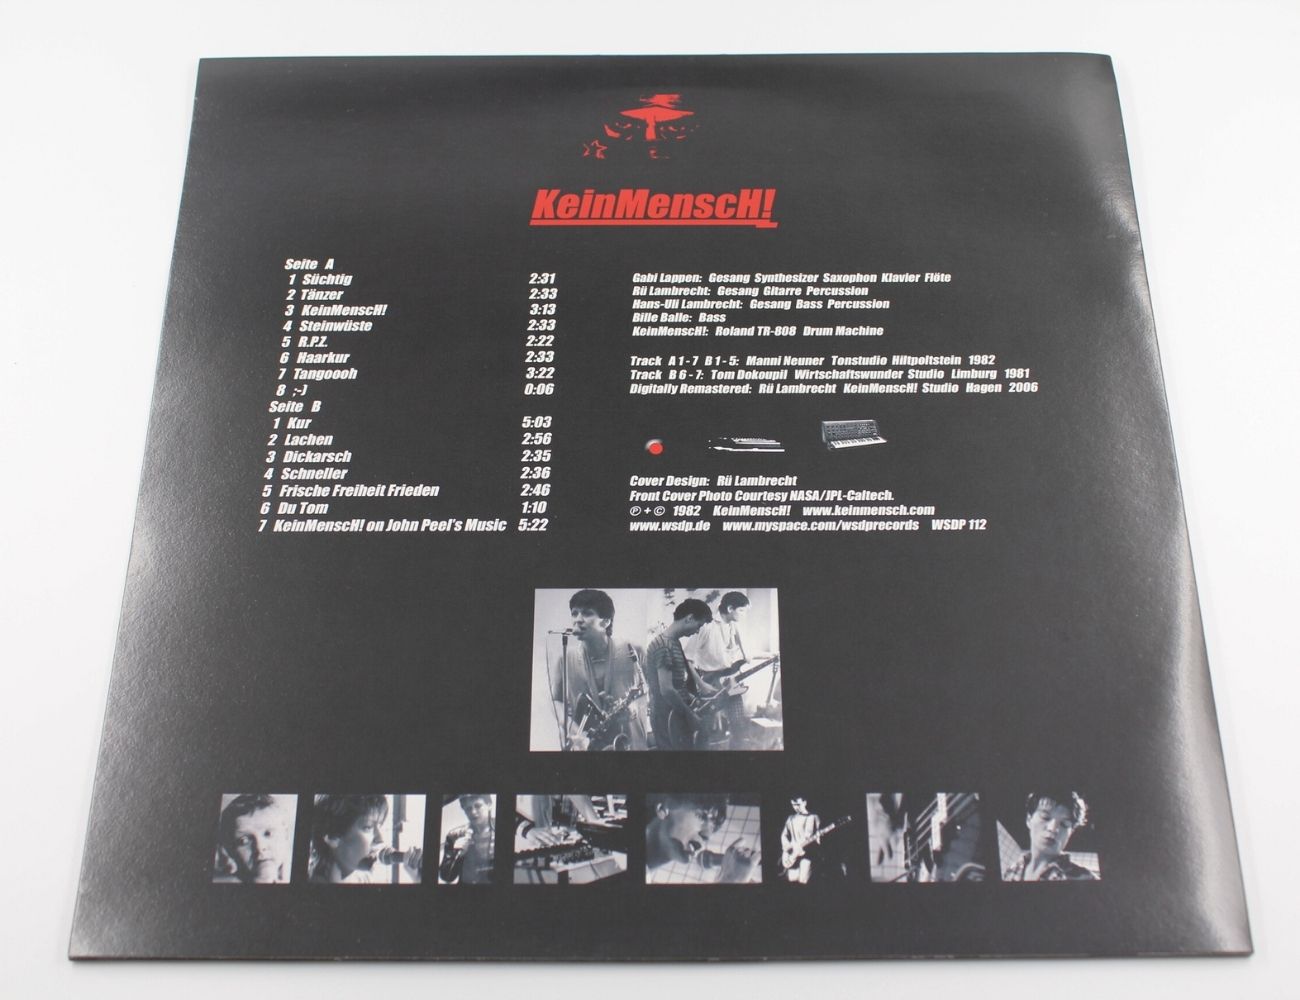 KeinMenscH!
Seite A
1 Süchtig 2:31
2 Tänzer 2:33
3 KeinMenscH! 3:13
4 Steinwüste 2:33
5 R.P.Z. 2:22
6 Haarkur 2:33
7 Tangoooh 3:22
8 ;-) 0:06
Seite B
1 Kur 5:03
2 Lachen 2:56
3 Dickarsch 2:35
4 Schneller 2:36
5 Frische Freiheit Frieden 2:46
6 Du Tom 1:10
7 KeinMenscH! on John Peel's Music 5:22
Gabi Lappen: Gesang Synthesizer Saxophon Klavier Flöte
Rü Lambrecht: Gesang Gitarre Percussion
Hans-Uli Lambrecht: Gesang Bass Percussion
Bille Balle: Bass
KeinMenscH!: Roland TR-808 Drum Machine
Track A 1 - 7 B 1 - 5: Manni Neuner Tonstudio Hiltpoltstein 1982
Track B 6 - 7: Tom Dokoupil Wirtschaftswunder Studio Limburg 1981
Digitally Remastered: Rü Lambrecht KeinMenscH! Studio Hagen 2006
Cover Design: Rü Lambrecht
Front Cover Photo Courtesy NASA/JPL-Caltech.
℗ + © 1982 KeinMenscH! www.keinmensch.com
www.wsdp.de www.myspace.com/wsdprecords WSDP 112